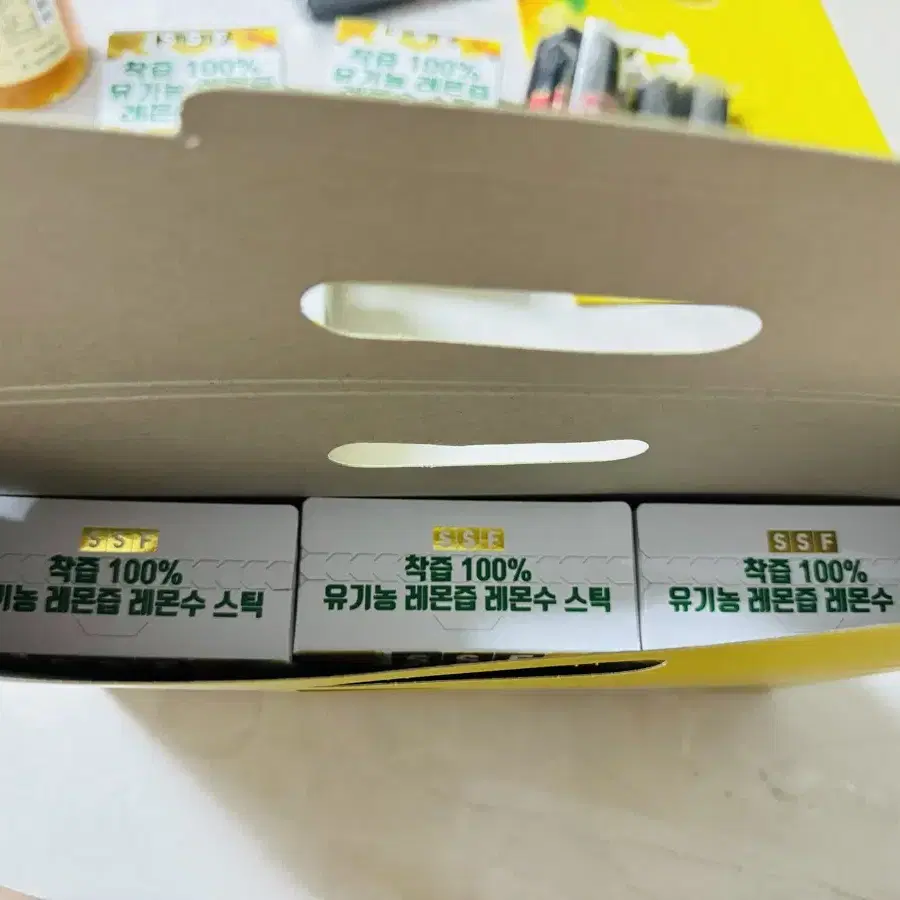 착즙 100%
유기농 레몬즙
착즙 100%
유기농 레몬즙
SSF
착즙 100%
기농 레몬즙 레몬수 스틱
SSF
착즙 100%
유기농 레몬즙 레몬수 스틱
SSF
착즙 100%
유기농 레몬즙 레몬수